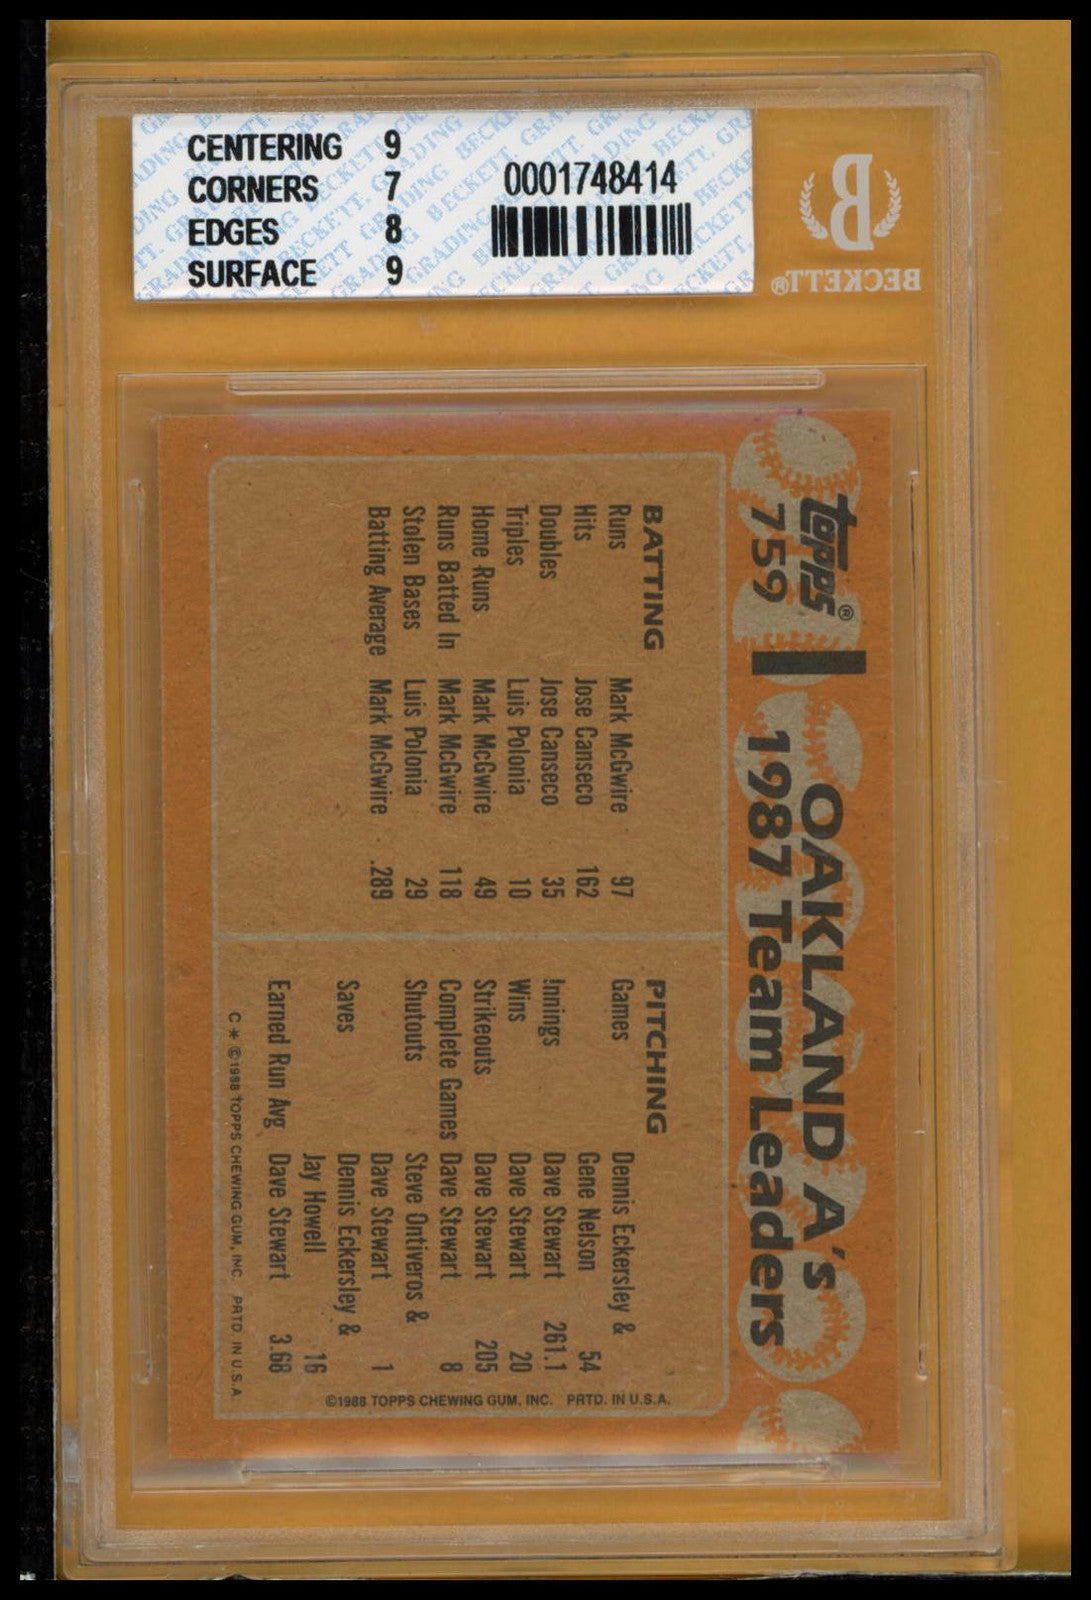 CENTERING 9
CORNERS 7
EDGES 8
SURFACE 9
0001748414
B
BECKETT®
topps®
759
OAKLAND A's
1987 Team Leaders
BATTING
Runs Mark McGwire 97
Hits Jose Canseco 162
Doubles Jose Canseco 35
Triples Luis Polonia 10
Home Runs Mark McGwire 49
Runs Batted In Mark McGwire 118
Stolen Bases Luis Polonia 29
Batting Average Mark McGwire .289
PITCHING
Games Dennis Eckersley &
Gene Nelson 54
Innings Dave Stewart 261.1
Wins Dave Stewart 20
Strikeouts Dave Stewart 205
Complete Games Dave Stewart 8
Shutouts Steve Ontiveros &
Dave Stewart 1
Saves Dennis Eckersley &
Jay Howell 16
Earned Run Avg Dave Stewart 3.68
C* ©1988 TOPPS CHEWING GUM, INC. PRTD. IN U.S.A.
©1988 TOPPS CHEWING GUM, INC. PRTD. IN U.S.A.